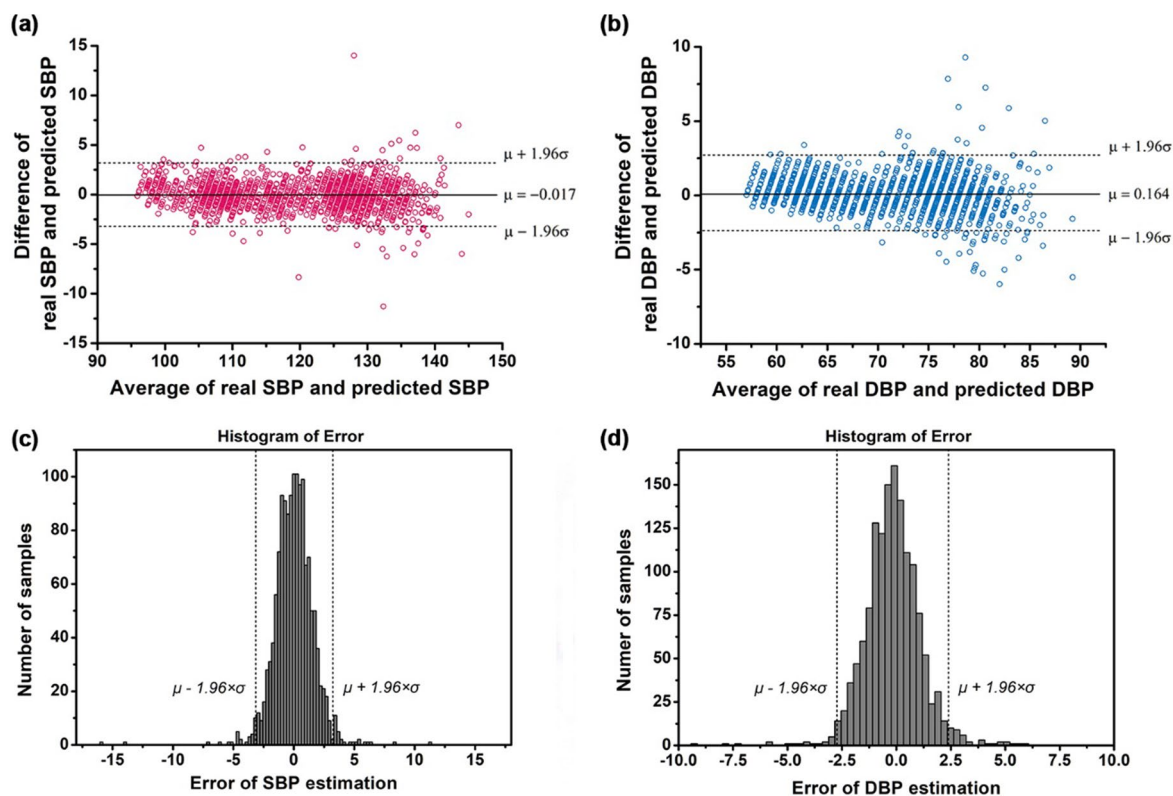 (a)
15
10
5
0
-5
-10
-15
90 100 110 120 130 140 150
Difference of
real SBP and predicted SBP
Average of real SBP and predicted SBP
μ + 1.96σ
μ = −0.017
μ − 1.96σ
(b)
10
5
0
-5
-10
55 60 65 70 75 80 85 90
Difference of
real DBP and predicted DBP
Average of real DBP and predicted DBP
μ + 1.96σ
μ = 0.164
μ − 1.96σ
(c)
Histogram of Error
100
80
60
40
20
0
-15 -10 -5 0 5 10 15
Number of samples
Error of SBP estimation
μ - 1.96×σ
μ + 1.96×σ
(d)
Histogram of Error
150
125
100
75
50
25
0
-10.0 -7.5 -5.0 -2.5 0.0 2.5 5.0 7.5 10.0
Numer of samples
Error of DBP estimation
μ - 1.96×σ
μ + 1.96×σ